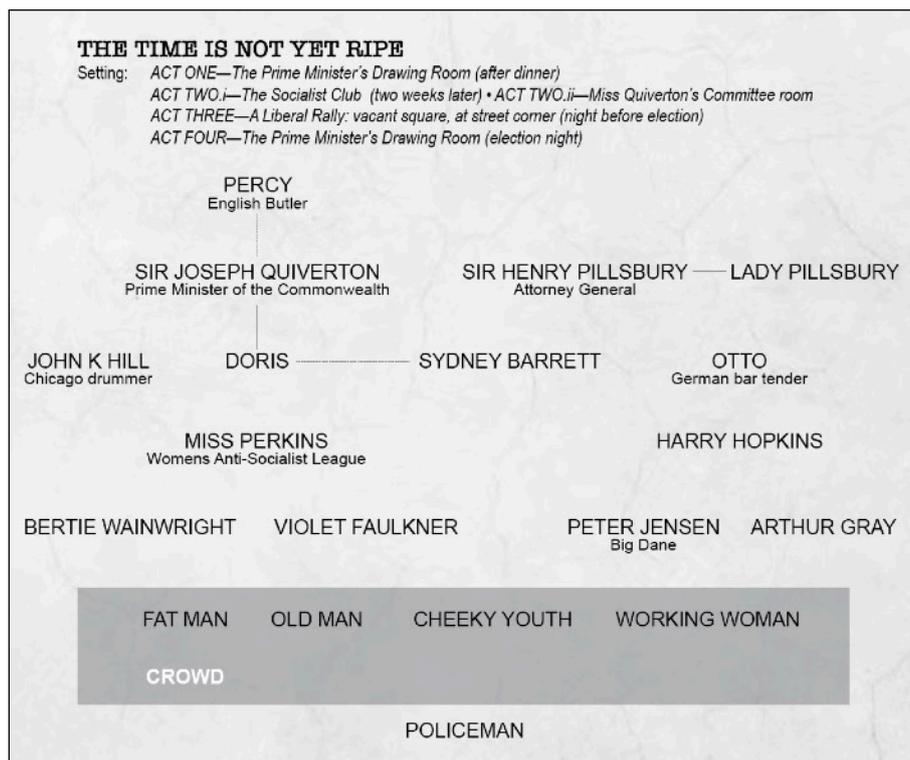 THE TIME IS NOT YET RIPE
Setting: ACT ONE—The Prime Minister's Drawing Room (after dinner)
ACT TWO.i—The Socialist Club (two weeks later) • ACT TWO.ii—Miss Quiverton's Committee room
ACT THREE—A Liberal Rally: vacant square, at street corner (night before election)
ACT FOUR—The Prime Minister's Drawing Room (election night)
PERCY
English Butler
SIR JOSEPH QUIVERTON SIR HENRY PILLSBURY LADY PILLSBURY
Prime Minister of the Commonwealth Attorney General
JOHN K HILL DORIS SYDNEY BARRETT OTTO
Chicago drummer German bar tender
MISS PERKINS HARRY HOPKINS
Womens Anti-Socialist League
BERTIE WAINWRIGHT VIOLET FAULKNER PETER JENSEN ARTHUR GRAY
Big Dane
FAT MAN OLD MAN CHEEKY YOUTH WORKING WOMAN
CROWD
POLICEMAN